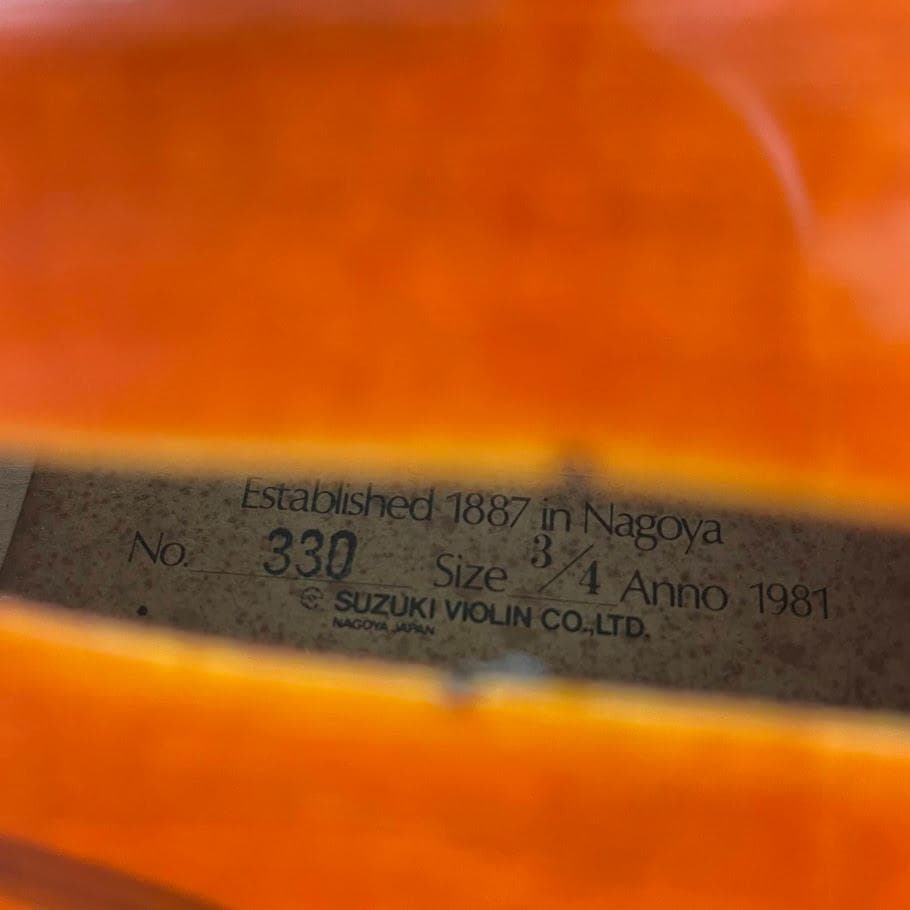 Established 1887 in Nagoya
No. 330 Size 3/4 Anno 1981
SUZUKI VIOLIN CO.,LTD.
NAGOYA JAPAN